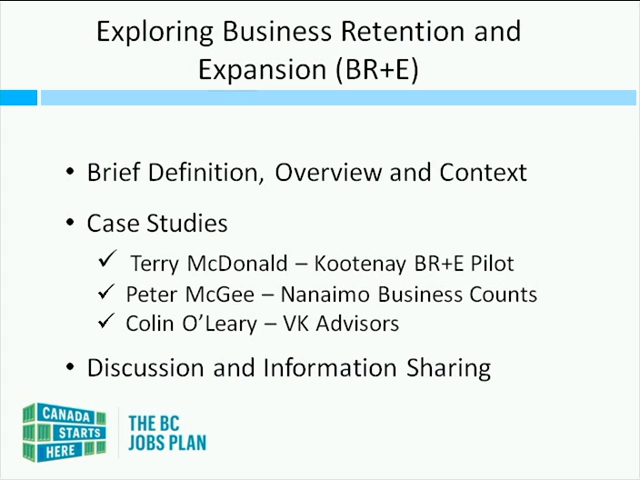 Exploring Business Retention and
Expansion (BR+E)
• Brief Definition, Overview and Context
• Case Studies
✓ Terry McDonald – Kootenay BR+E Pilot
✓ Peter McGee – Nanaimo Business Counts
✓ Colin O’Leary – VK Advisors
• Discussion and Information Sharing
CANADA
STARTS
HERE
THE BC
JOBS PLAN